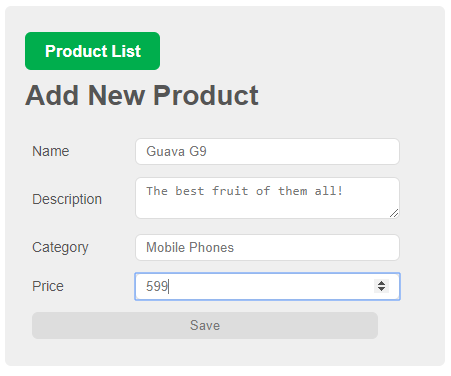 Product List
Add New Product
Name
Guava G9
Description
The best fruit of them all!
Category
Mobile Phones
Price
599
Save